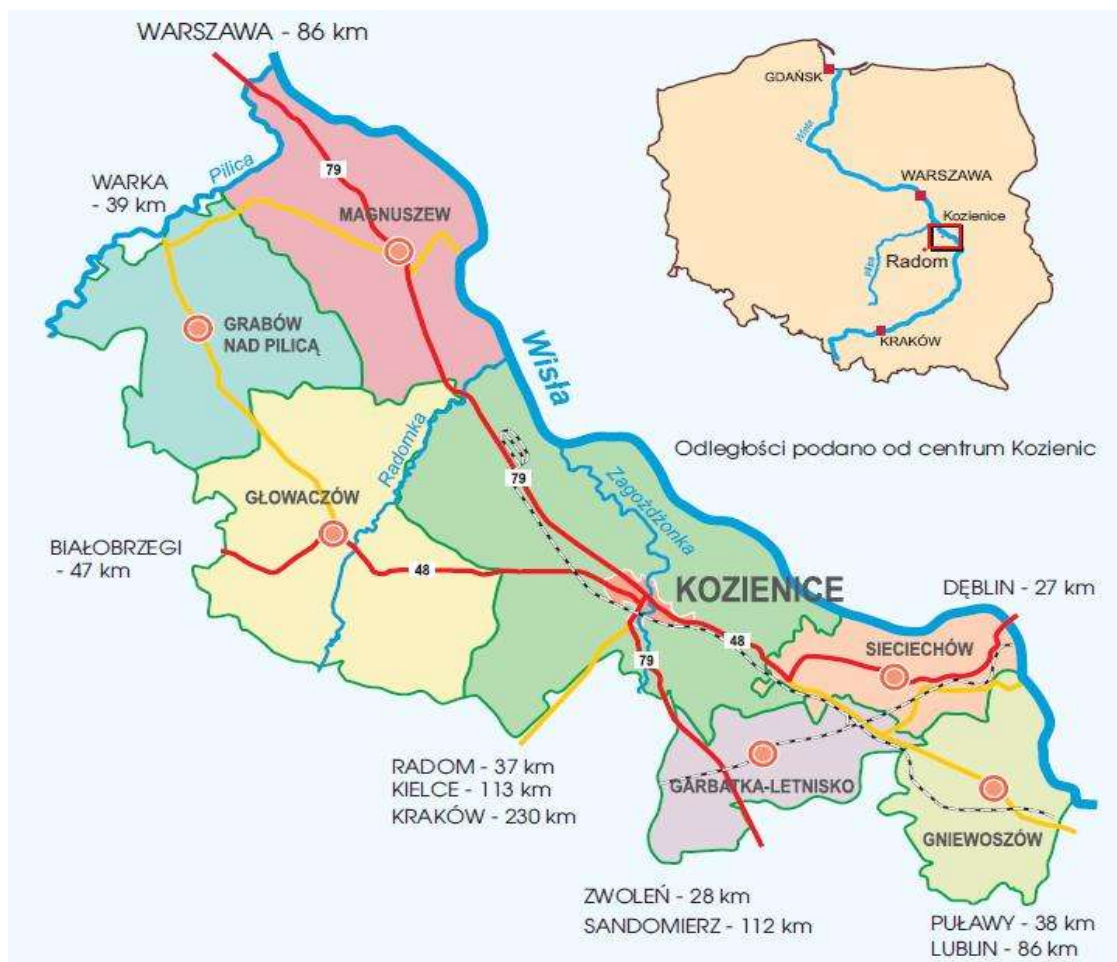 WARSZAWA - 86 km
GDAŃSK
Wisła
Pilica
WARKA
- 39 km
79
MAGNUSZEW
WARSZAWA
Kozienice
Radom
Pilica
KRAKÓW
GRABÓW
NAD PILICĄ
Wisła
Radomka
Odległości podano od centrum Kozienic
79
Zagożdżonka
GŁOWACZÓW
BIAŁOBRZEGI
- 47 km
48
KOZIENICE
DĘBLIN - 27 km
48
SIECIECHÓW
79
RADOM - 37 km
KIELCE - 113 km
KRAKÓW - 230 km
GARBATKA-LETNISKO
GNIEWOSZÓW
ZWOLEŃ - 28 km
SANDOMIERZ - 112 km
PUŁAWY - 38 km
LUBLIN - 86 km